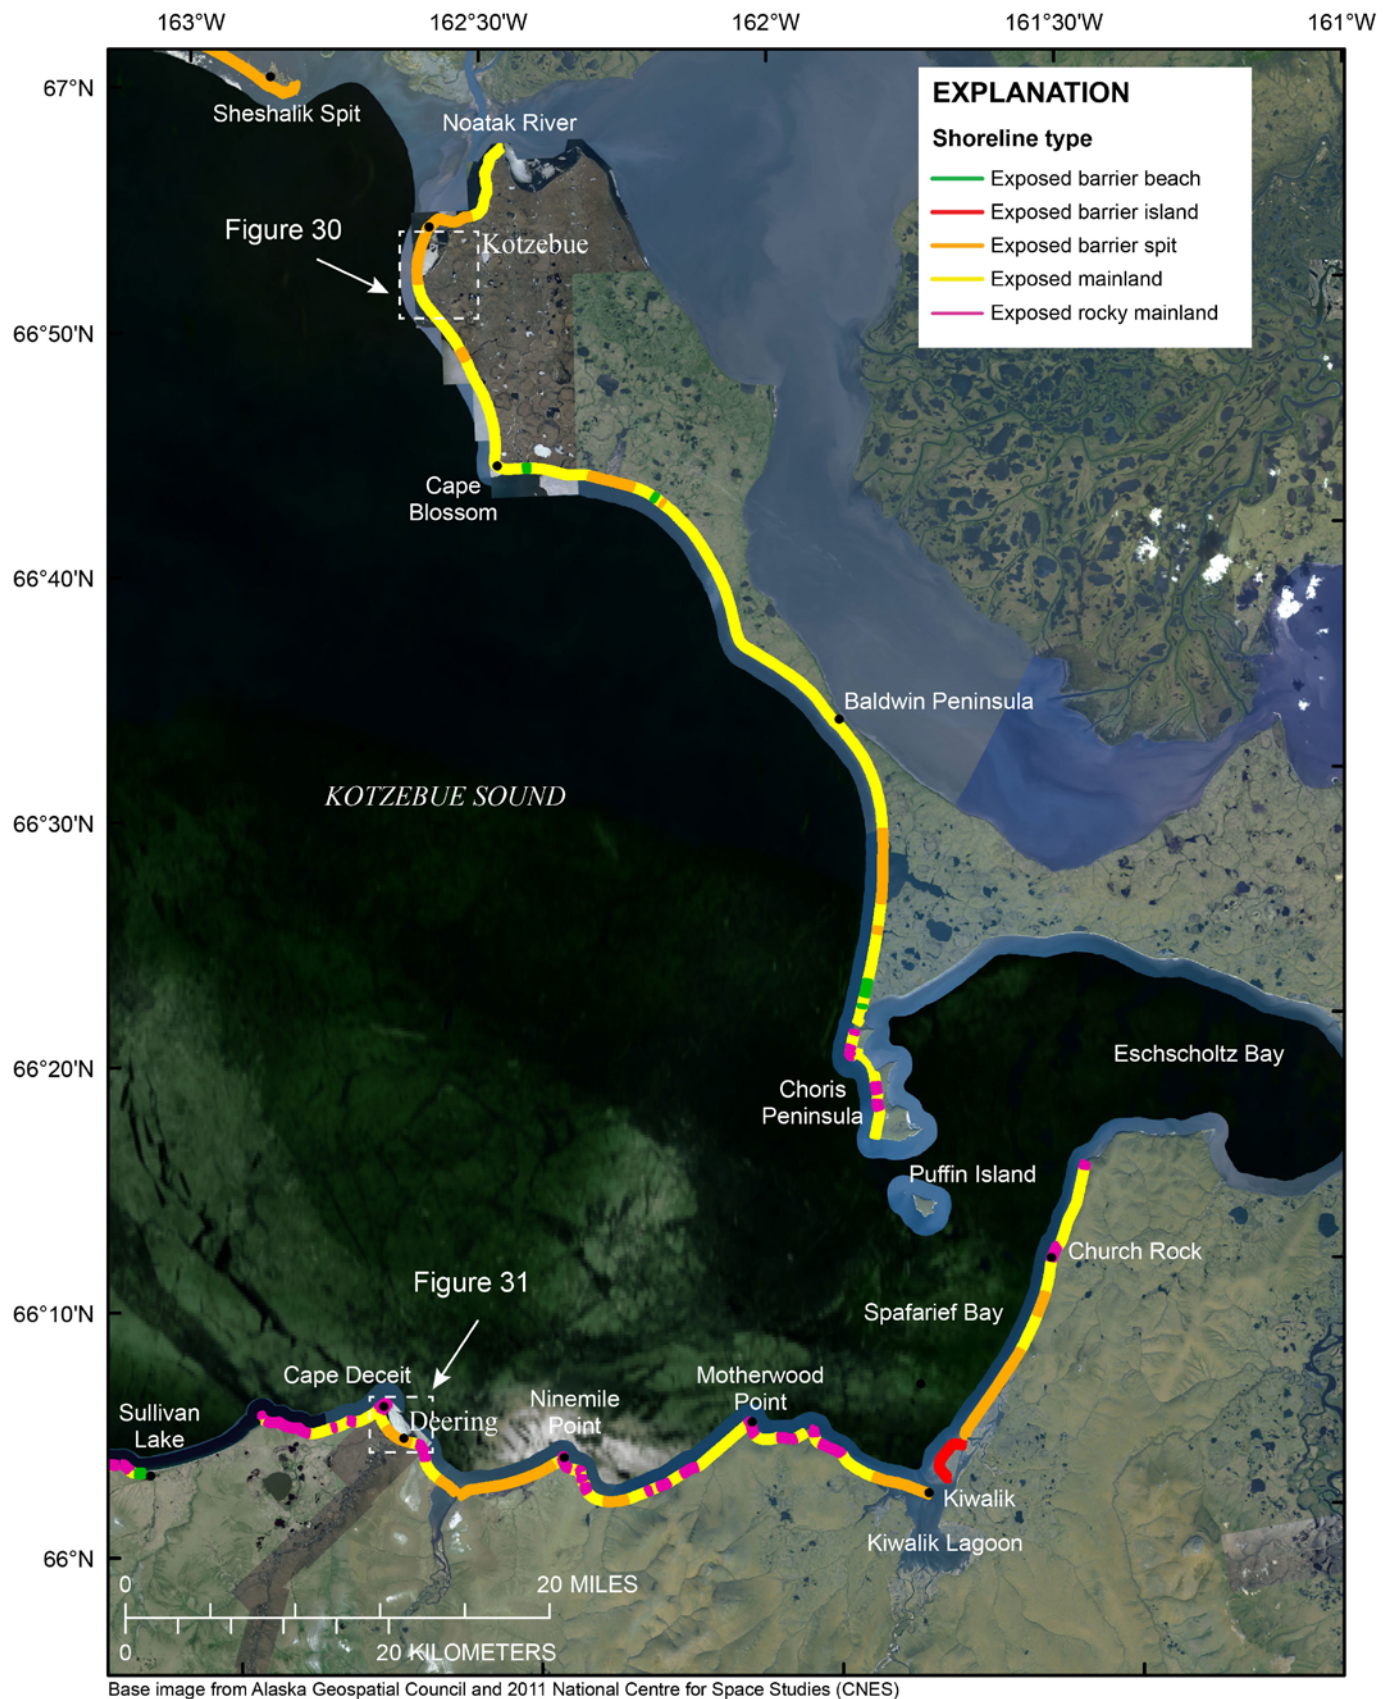 163°W 162°30'W 162°W 161°30'W 161°W
67°N
Sheshalik Spit
Noatak River
EXPLANATION
Shoreline type
Exposed barrier beach
Exposed barrier island
Exposed barrier spit
Exposed mainland
Exposed rocky mainland
Figure 30
Kotzebue
66°50'N
Cape
Blossom
66°40'N
Baldwin Peninsula
KOTZEBUE SOUND
66°30'N
Eschscholtz Bay
66°20'N
Choris
Peninsula
Puffin Island
Church Rock
Figure 31
Spafarief Bay
66°10'N
Cape Deceit
Motherwood
Point
Ninemile
Point
Sullivan
Lake
Deering
Kiwalik
Kiwalik Lagoon
66°N
0 20 MILES
0 20 KILOMETERS
Base image from Alaska Geospatial Council and 2011 National Centre for Space Studies (CNES)